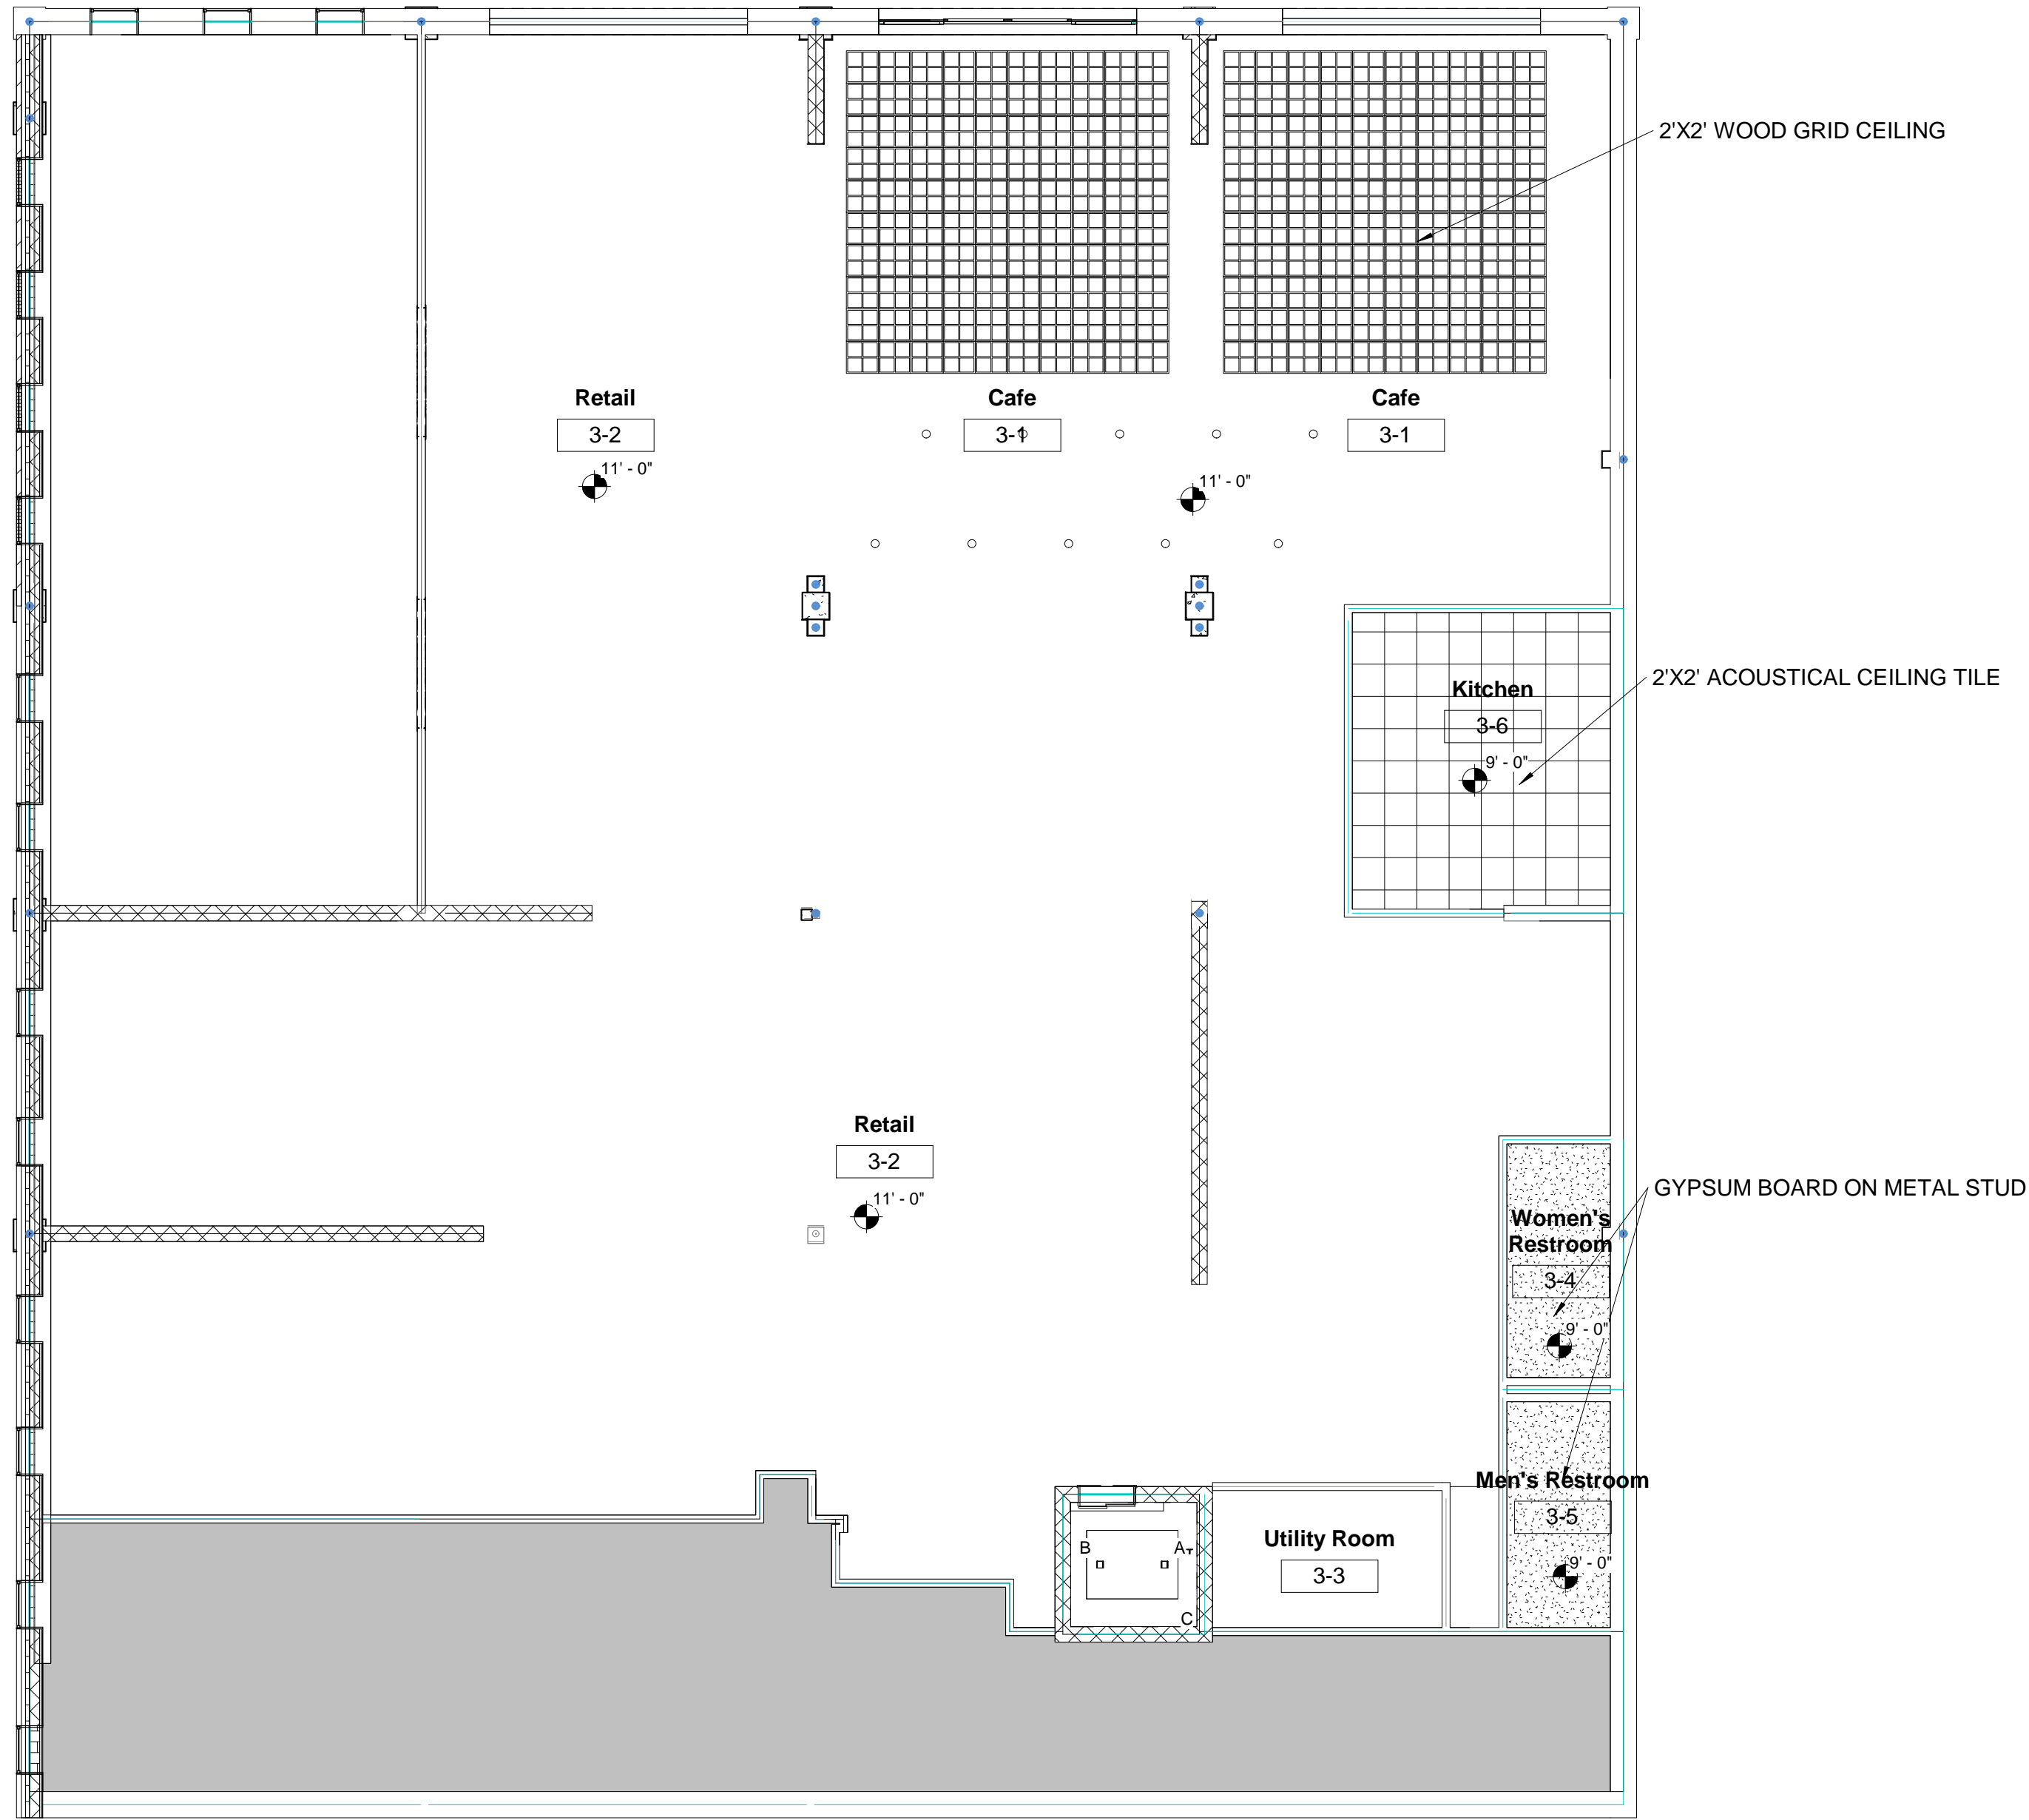 2'X2' WOOD GRID CEILING
Retail
3-2
11' - 0"
Cafe
3-1
11' - 0"
Cafe
3-1
2'X2' ACOUSTICAL CEILING TILE
Kitchen
3-6
9' - 0"
Retail
3-2
11' - 0"
GYPSUM BOARD ON METAL STUD
Women's
Restroom
3-4
9' - 0"
Men's Restroom
3-5
9' - 0"
Utility Room
3-3
B
A
C